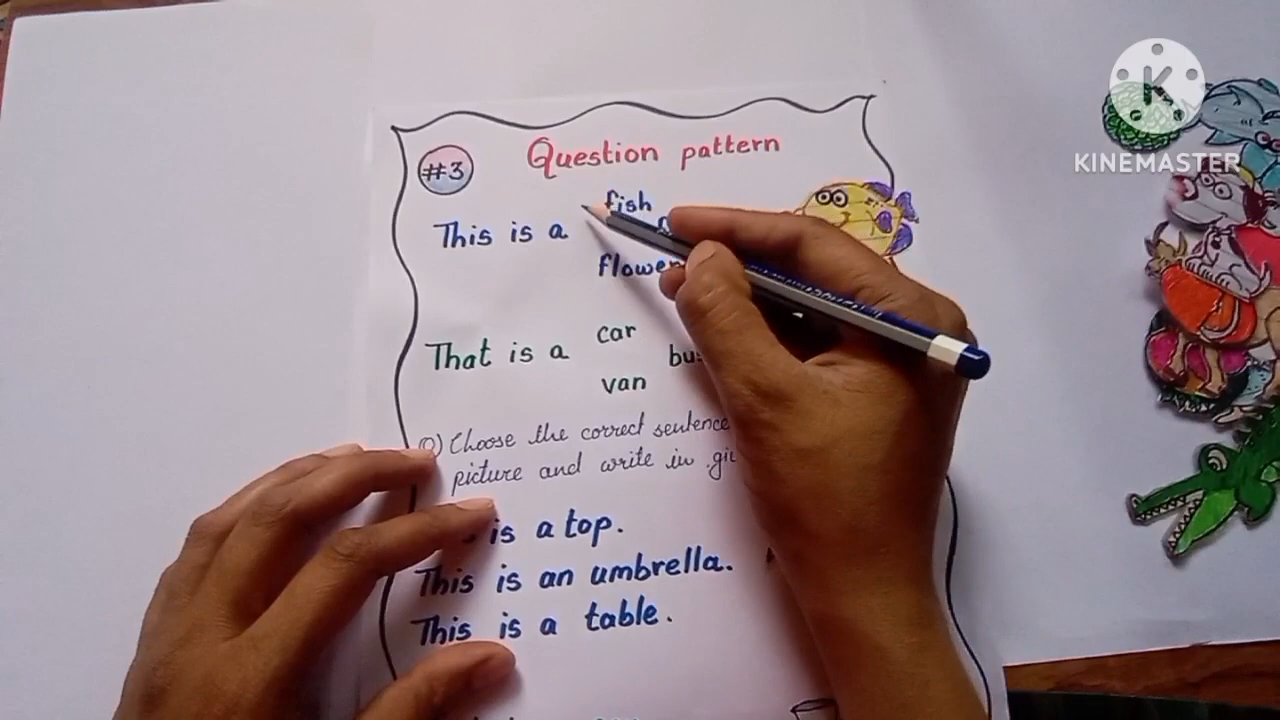 KINEMASTER
#3
Question pattern
fish
This is a
flower
car
That is a
van
Q) Choose the correct sentence
picture and write in
is a top.
This is an umbrella.
This is a table.